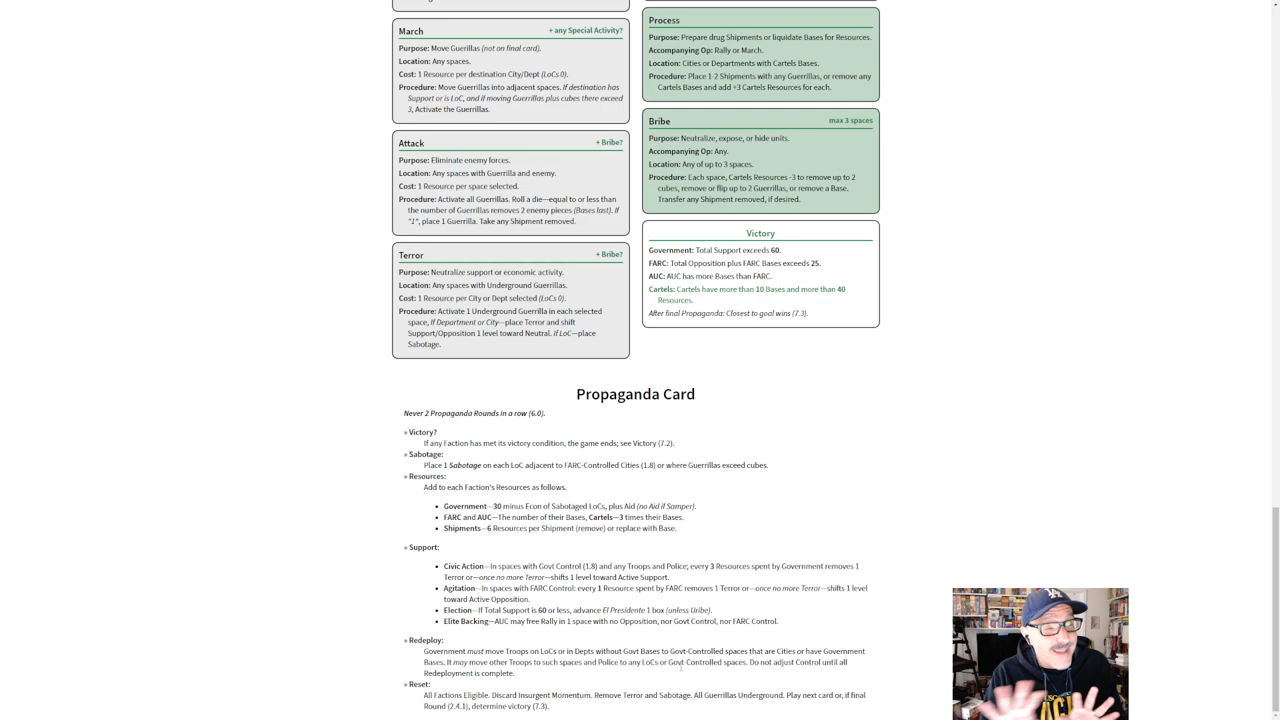 March + any Special Activity?
Purpose: Move Guerillas (not on final card).
Location: Any spaces.
Cost: 1 Resource per destination City/Dept (LoCs 0).
Procedure: Move Guerrillas into adjacent spaces. If destination has
Support or is LoC, and if moving Guerrillas plus cubes there exceed
3, Activate the Guerrillas.
Attack + Bribe?
Purpose: Eliminate enemy forces.
Location: Any spaces with Guerrilla and enemy.
Cost: 1 Resource per space selected.
Procedure: Activate all Guerrillas. Roll a die—equal to or less than
the number of Guerrillas removes 2 enemy pieces (Bases last). If
"1", place 1 Guerrilla. Take any Shipment removed.
Terror + Bribe?
Purpose: Neutralize support or economic activity.
Location: Any spaces with Underground Guerrillas.
Cost: 1 Resource per City or Dept selected (LoCs 0).
Procedure: Activate 1 Underground Guerrilla in each selected
space, If Department or City—place Terror and shift
Support/Opposition 1 level toward Neutral. if LoC—place
Sabotage.
Process
Purpose: Prepare drug Shipments or liquidate Bases for Resources.
Accompanying Op: Rally or March.
Location: Cities or Departments with Cartels Bases.
Procedure: Place 1-2 Shipments with any Guerrillas, or remove any
Cartels Bases and add +3 Cartels Resources for each.
Bribe max 3 spaces
Purpose: Neutralize, expose, or hide units.
Accompanying Op: Any.
Location: Any of up to 3 spaces.
Procedure: Each space, Cartels Resources -3 to remove up to 2
cubes, remove or flip up to 2 Guerrillas, or remove a Base.
Transfer any Shipment removed, if desired.
Victory
Government: Total Support exceeds 60.
FARC: Total Opposition plus FARC Bases exceeds 25.
AUC: AUC has more Bases than FARC.
Cartels: Cartels have more than 10 Bases and more than 40
Resources.
After final Propaganda: Closest to goal wins (7.3).
Propaganda Card
Never 2 Propaganda Rounds in a row (6.0).
» Victory?
If any Faction has met its victory condition, the game ends; see Victory (7.2).
» Sabotage:
Place 1 Sabotage on each LoC adjacent to FARC-Controlled Cities (1.8) or where Guerrillas exceed cubes.
» Resources:
Add to each Faction's Resources as follows.
• Government—30 minus Econ of Sabotaged LoCs, plus Aid (no Aid if Samper).
• FARC and AUC—The number of their Bases, Cartels—3 times their Bases.
• Shipments—6 Resources per Shipment (remove) or replace with Base.
» Support:
• Civic Action—In spaces with Govt Control (1.8) and any Troops and Police; every 3 Resources spent by Government removes 1
Terror or—once no more Terror—shifts 1 level toward Active Support.
• Agitation—In spaces with FARC Control: every 1 Resource spent by FARC removes 1 Terror or—once no more Terror—shifts 1 level
toward Active Opposition.
• Election—If Total Support is 60 or less, advance El Presidente 1 box (unless Uribe).
• Elite Backing—AUC may free Rally in 1 space with no Opposition, nor Govt Control, nor FARC Control.
» Redeploy:
Government must move Troops on LoCs or in Depts without Govt Bases to Govt-Controlled spaces that are Cities or have Government
Bases. It may move other Troops to such spaces and Police to any LoCs or Govt-Controlled spaces. Do not adjust Control until all
Redeployment is complete.
» Reset:
All Factions Eligible. Discard Insurgent Momentum. Remove Terror and Sabotage. All Guerrillas Underground. Play next card or, if final
Round (2.4.1), determine victory (7.3).